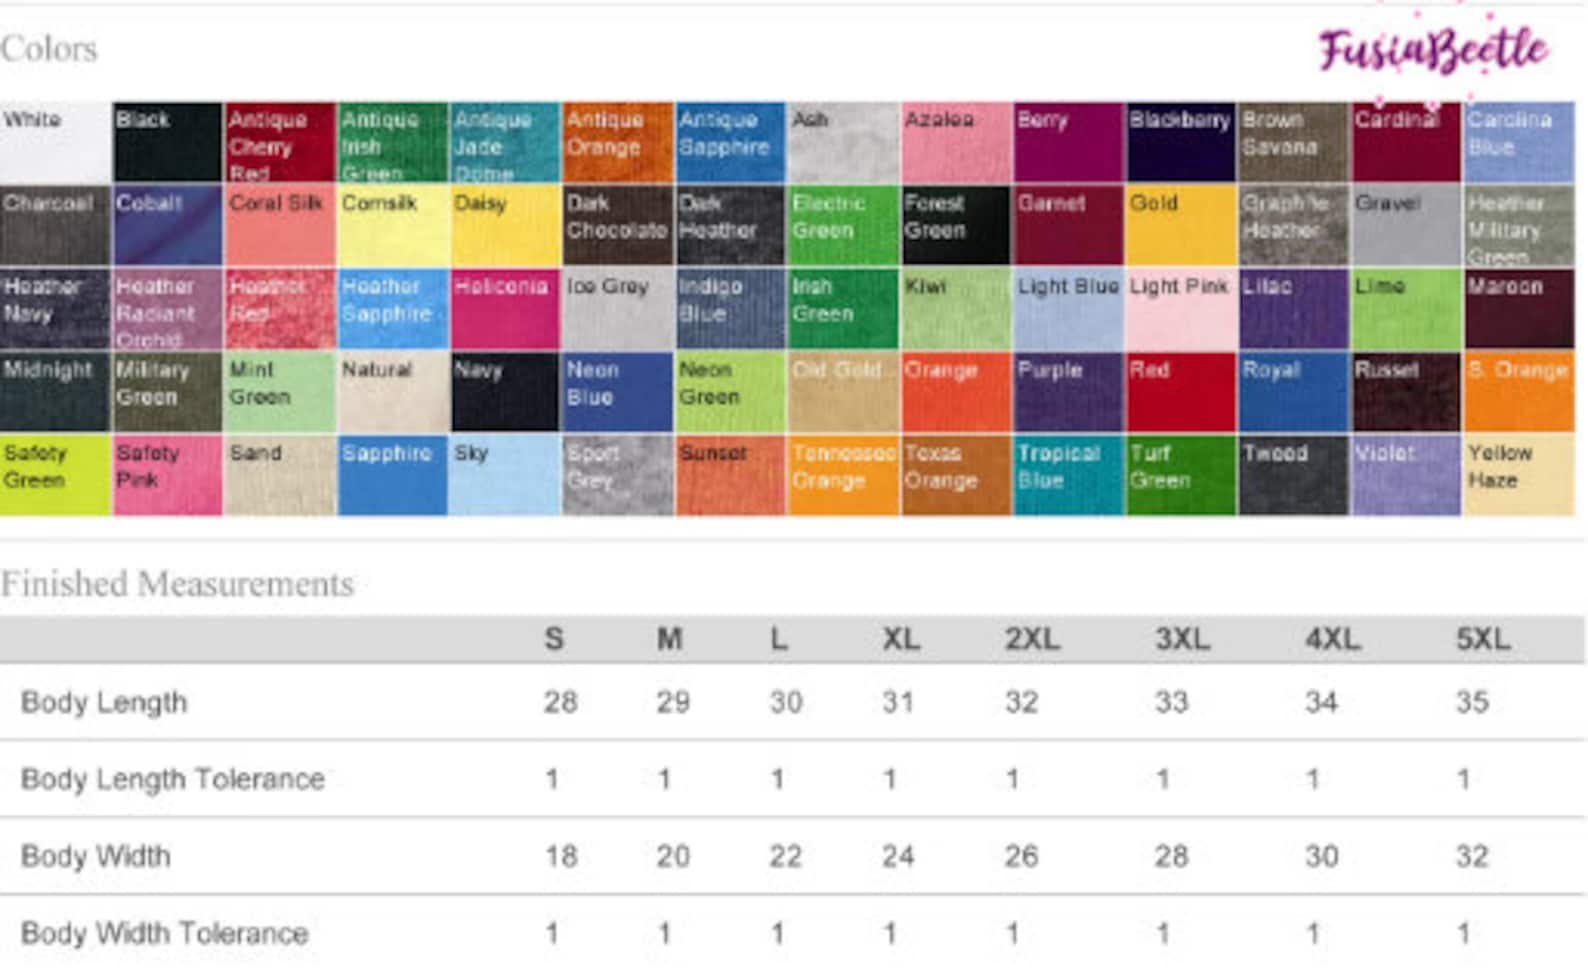 Colors
FusiaBeetle
White Black Antique Cherry Red Antique Irish Green Antique Jade Dome Antique Orange Antique Sapphire Ash Azalea Berry Blackberry Brown Savana Cardinal Carolina Blue
Charcoal Cobalt Coral Silk Cornsilk Daisy Dark Chocolate Dark Heather Electric Green Forest Green Garnet Gold Graphite Heather Gravel Heather Military Green
Heather Navy Heather Radiant Orchid Heather Red Heather Sapphire Heliconia Ice Grey Indigo Blue Irish Green Kiwi Light Blue Light Pink Lilac Lime Maroon
Midnight Military Green Mint Green Natural Navy Neon Blue Neon Green Old Gold Orange Purple Red Royal Russet S. Orange
Safety Green Safety Pink Sand Sapphire Sky Sport Grey Sunset Tennessee Orange Texas Orange Tropical Blue Turf Green Tweed Violet Yellow Haze
Finished Measurements
S M L XL 2XL 3XL 4XL 5XL
Body Length 28 29 30 31 32 33 34 35
Body Length Tolerance 1 1 1 1 1 1 1 1
Body Width 18 20 22 24 26 28 30 32
Body Width Tolerance 1 1 1 1 1 1 1 1